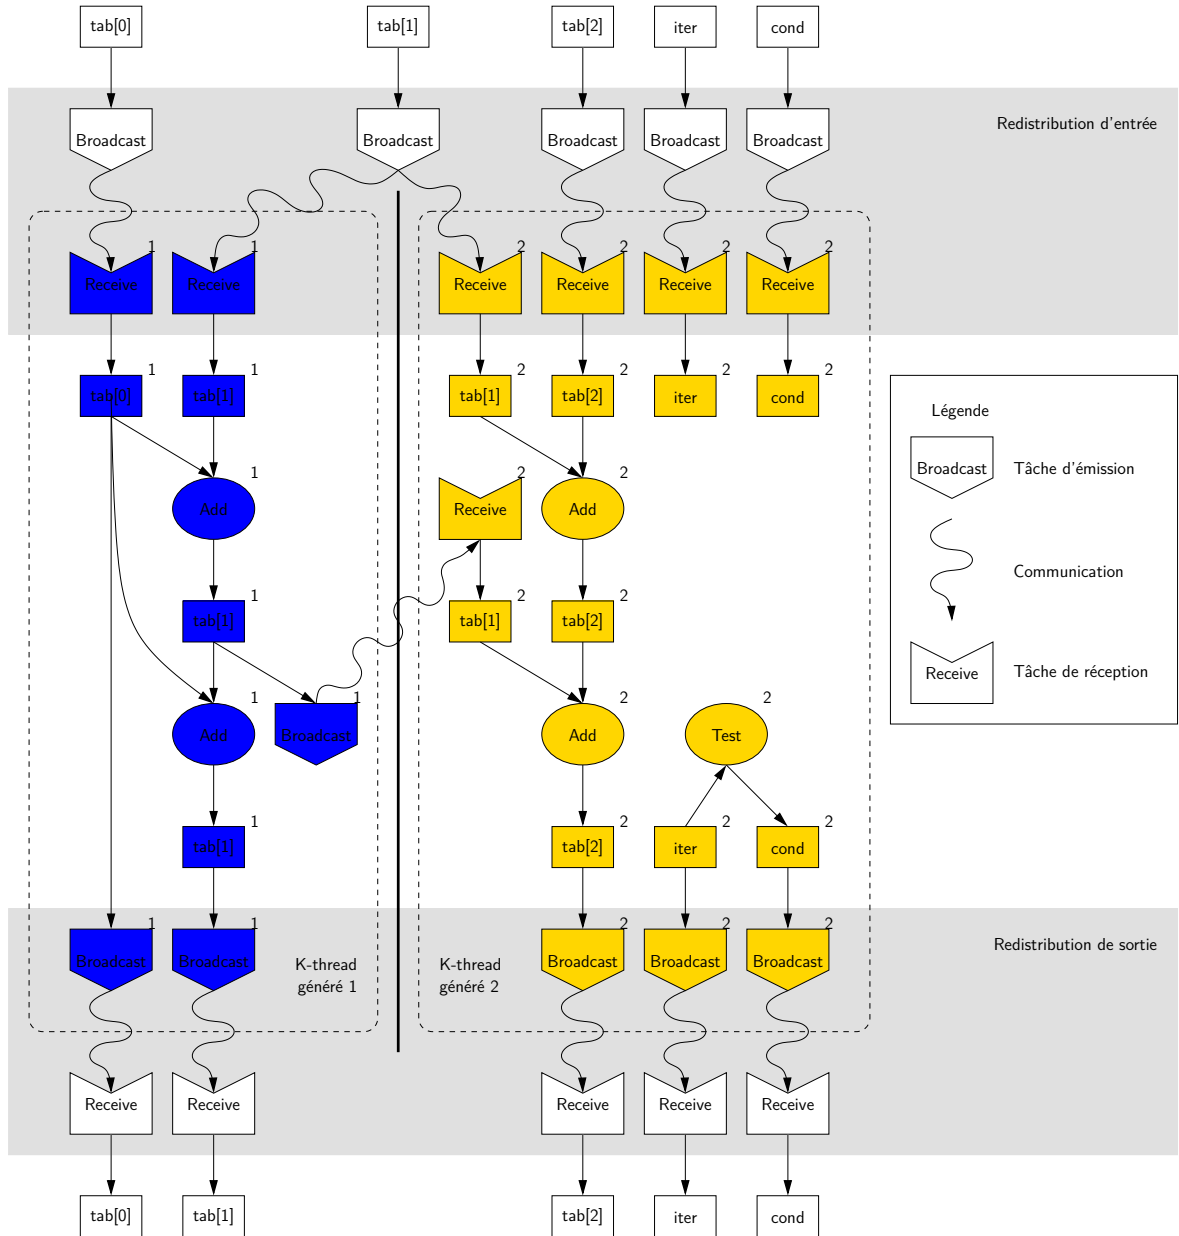 tab[0]
tab[1]
tab[2]
iter
cond
Redistribution d'entrée
Broadcast
Broadcast
Broadcast
Broadcast
Broadcast
1
1
2
2
2
2
Receive
Receive
Receive
Receive
Receive
Receive
1
1
2
2
2
2
tab[0]
tab[1]
tab[1]
tab[2]
iter
cond
Légende
Broadcast
Tâche d'émission
Communication
Receive
Tâche de réception
1
2
2
Add
Receive
Add
1
2
2
tab[1]
tab[1]
tab[2]
1
1
2
2
Add
Broadcast
Add
Test
1
2
2
2
tab[1]
tab[2]
iter
cond
1
1
2
2
2
Redistribution de sortie
Broadcast
Broadcast
Broadcast
Broadcast
Broadcast
K-thread
généré 1
K-thread
généré 2
Receive
Receive
Receive
Receive
Receive
tab[0]
tab[1]
tab[2]
iter
cond